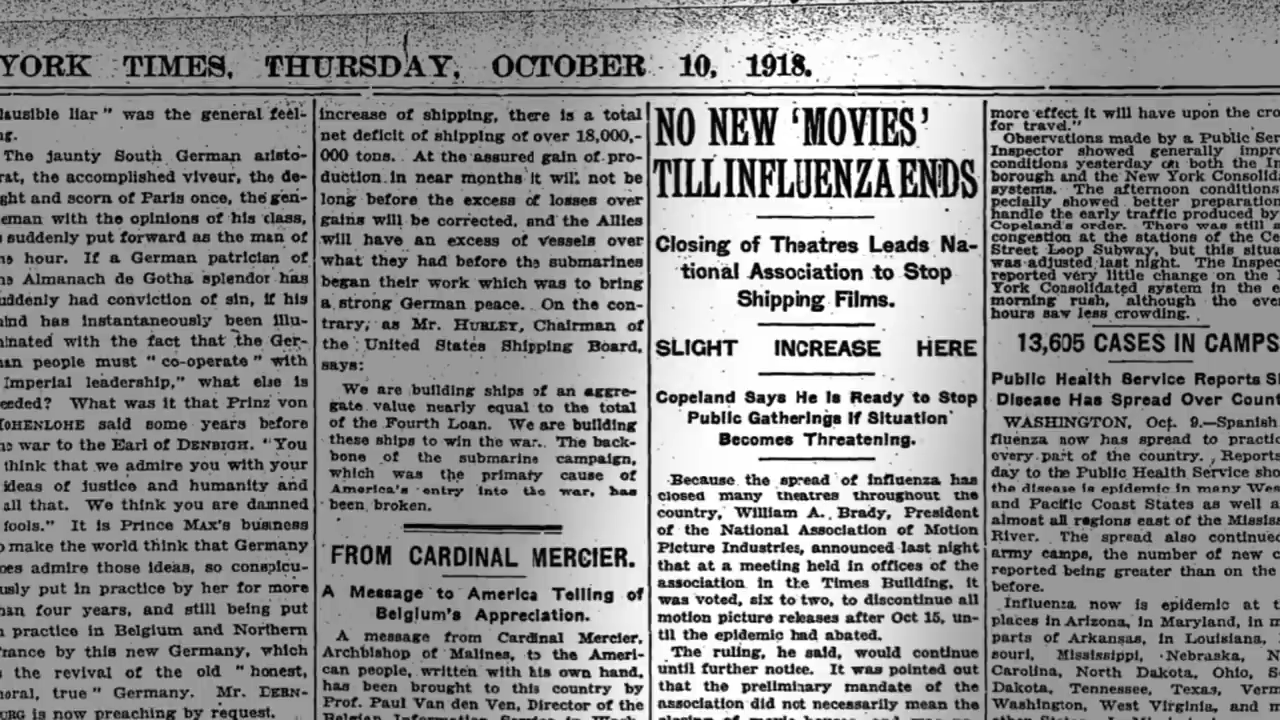 YORK TIMES, THURSDAY, OCTOBER 10, 1918.
lausible liar" was the general feel-
The jaunty South German aristo-
rat, the accomplished viveur, the de-
ght and scorn of Paris once, the gen-
eman with the opinions of his class,
suddenly put forward as the man of
hour. If a German patrician of
Almanach de Gotha splendor has
uddenly had conviction of sin, if his
ind has instantaneously been illu-
inated with the fact that the Ger-
an people must "co-operate" with
Imperial leadership," what else is
eeded? What was it that Prinz von
HOHENLOHE said some years before
war to the Earl of DENBIGH. "You
think that we admire you with your
ideas of justice and humanity and
all that. We think you are damned
fools." It is Prince MAX'S business
make the world think that Germany
oes admire those ideas, so conspicu-
usly put in practice by her for more
han four years, and still being put
practice in Belgium and Northern
rance by this new Germany, which
the revival of the old "honest,
moral, true" Germany. Mr. DERN-
URG is now preaching by request.
increase of shipping, there is a total
net deficit of shipping of over 18,000,-
000 tons. At the assured gain of pro-
duction in near months it will not be
long before the excess of losses over
gains will be corrected, and the Allies
will have an excess of vessels over
what they had before the submarines
began their work which was to bring
a strong German peace. On the con-
trary, as Mr. HURLEY, Chairman of
the United States Shipping Board,
says:
We are building ships of an aggre-
gate value nearly equal to the total
of the Fourth Loan. We are building
these ships to win the war. The back-
bone of the submarine campaign,
which was the primary cause of
America's entry into the war, has
been broken.
FROM CARDINAL MERCIER.
A Message to America Telling of
Belgium's Appreciation.
A message from Cardinal Mercier,
Archbishop of Malines, to the Ameri-
can people, written with his own hand,
has been brought to this country by
Prof. Paul Van den Ven, Director of the
Belgian Information Service in Wash-
NO NEW 'MOVIES'
TILL INFLUENZA ENDS
Closing of Theatres Leads Na-
tional Association to Stop
Shipping Films.
SLIGHT INCREASE HERE
Copeland Says He Is Ready to Stop
Public Gatherings if Situation
Becomes Threatening.
Because the spread of influenza has
closed many theatres throughout the
country, William A. Brady, President
of the National Association of Motion
Picture Industries, announced last night
that at a meeting held in offices of the
association in the Times Building, it
was voted, six to two, to discontinue all
motion picture releases after Oct 15, un-
til the epidemic had abated.
The ruling, he said, would continue
until further notice. It was pointed out
that the preliminary mandate of the
association did not necessarily mean the
more effect it will have upon the cro
for travel."
Observations made by a Public Ser
Inspector showed generally impro
conditions yesterday on both the In
borough and the New York Consolida
systems. The afternoon conditions
pecially showed better preparation
handle the early traffic produced by
Copeland's order. There was still a
congestion at the stations of the Ce
Street Loop Subway, but this situa
was adjusted last night. The Inspec
reported very little change on the
York Consolidated system in the e
morning rush, although the eve
hours saw less crowding.
13,605 CASES IN CAMPS
Public Health Service Reports S
Disease Has Spread Over Count
WASHINGTON, Oct. 9.—Spanish
fluenza now has spread to practic
every part of the country. Reports
day to the Public Health Service sho
the disease is epidemic in many Wes
and Pacific Coast States as well a
almost all regions east of the Missis
River. The spread also continued
army camps, the number of new c
reported being greater than on the
before.
Influenza now is epidemic at
places in Arizona, in Maryland, in m
parts of Arkansas, in Louisiana,
souri, Mississippi, Nebraska, N
Carolina, North Dakota, Ohio, S
Dakota, Tennessee, Texas, Verm
Washington, West Virginia, and